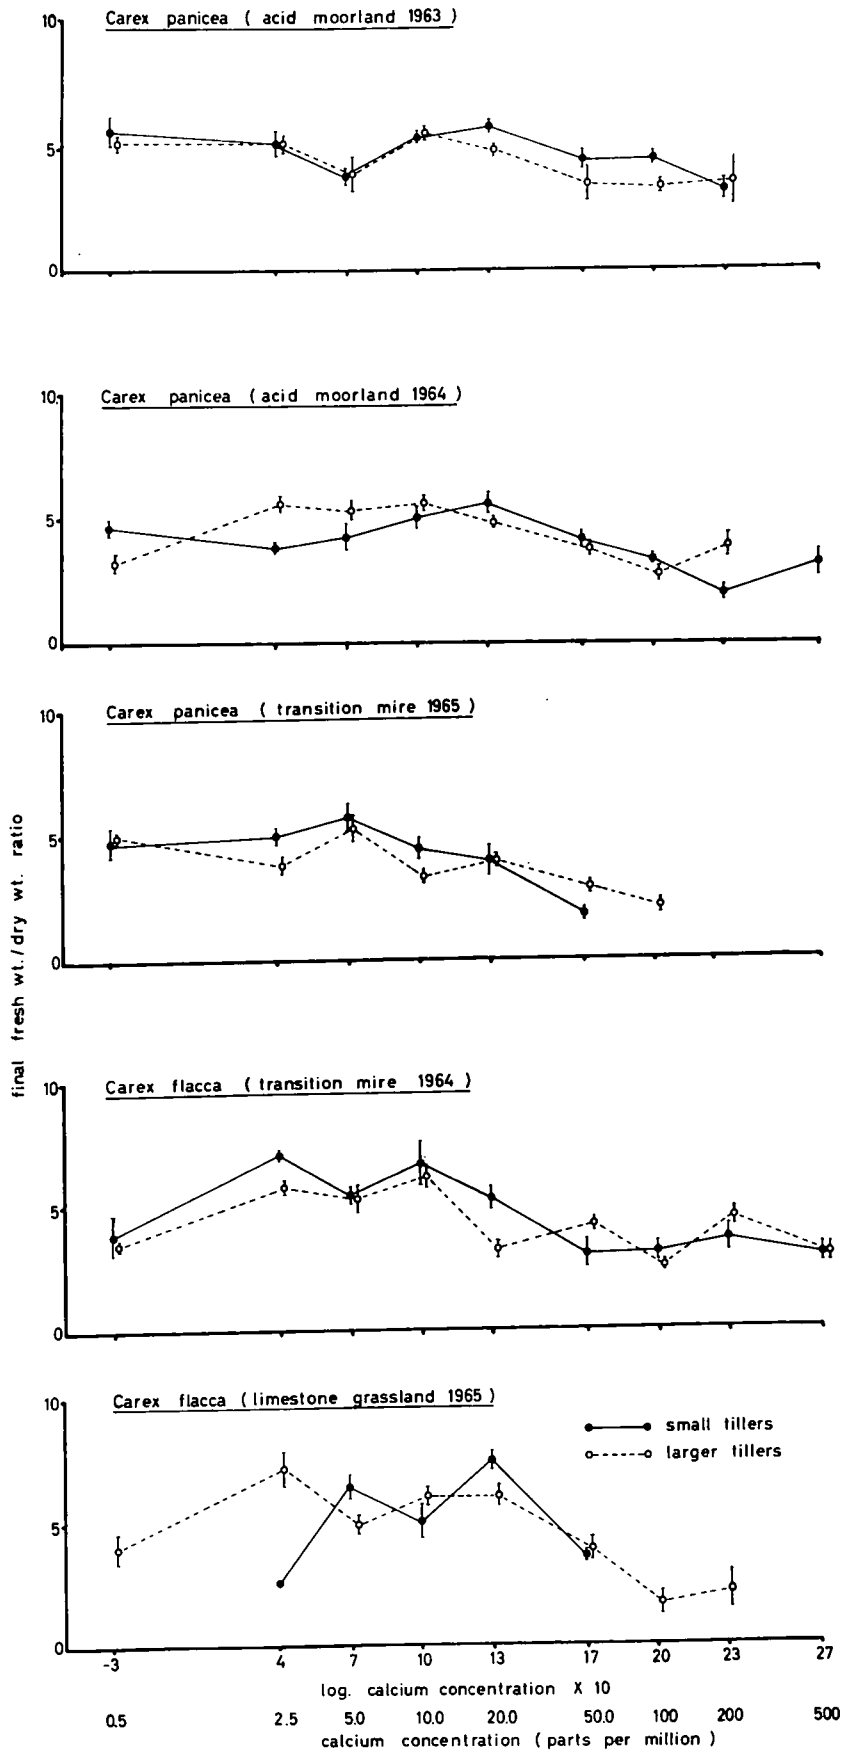 Carex panicea ( acid moorland 1963 )
10
5
0
Carex panicea ( acid moorland 1964 )
10
5
0
Carex panicea ( transition mire 1965 )
10
5
0
final fresh wt./dry wt. ratio
Carex flacca ( transition mire 1964 )
10
5
0
Carex flacca ( limestone grassland 1965 )
10
5
0
small tillers
larger tillers
-3 4 7 10 13 17 20 23 27
log. calcium concentration X 10
0.5 2.5 5.0 10.0 20.0 50.0 100 200 500
calcium concentration ( parts per million )